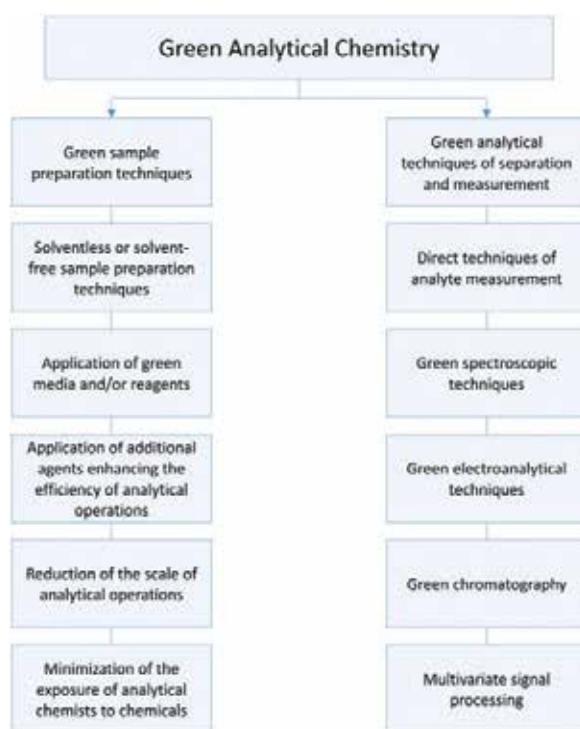 Green Analytical Chemistry
Green sample
preparation techniques
Solventless or solvent-
free sample preparation
techniques
Application of green
media and/or reagents
Application of additional
agents enhancing the
efficiency of analytical
operations
Reduction of the scale of
analytical operations
Minimization of the
exposure of analytical
chemists to chemicals
Green analytical
techniques of separation
and measurement
Direct techniques of
analyte measurement
Green spectroscopic
techniques
Green electroanalytical
techniques
Green chromatography
Multivariate signal
processing